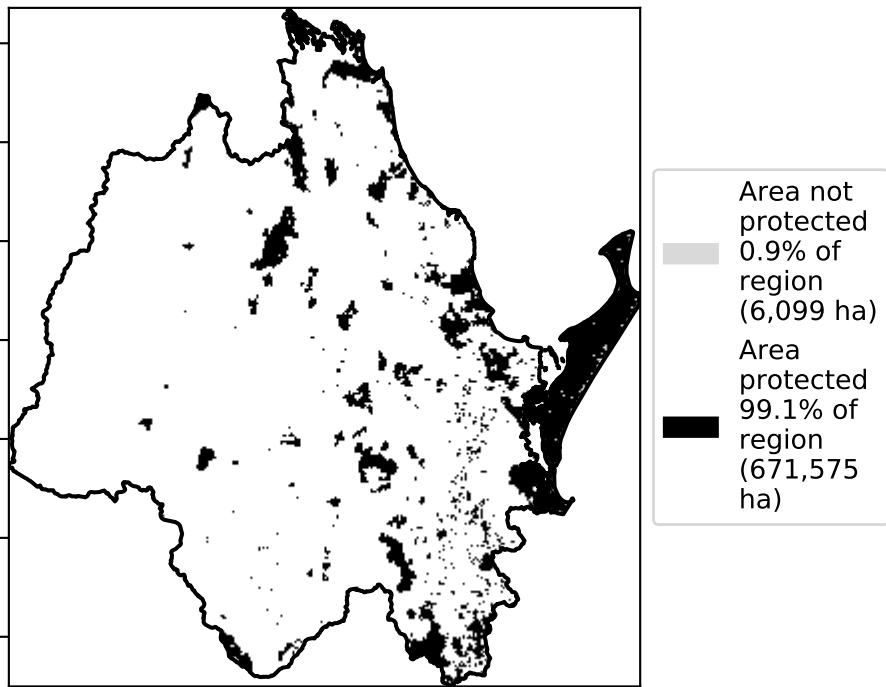 Area not
protected
0.9% of
region
(6,099 ha)
Area
protected
99.1% of
region
(671,575
ha)